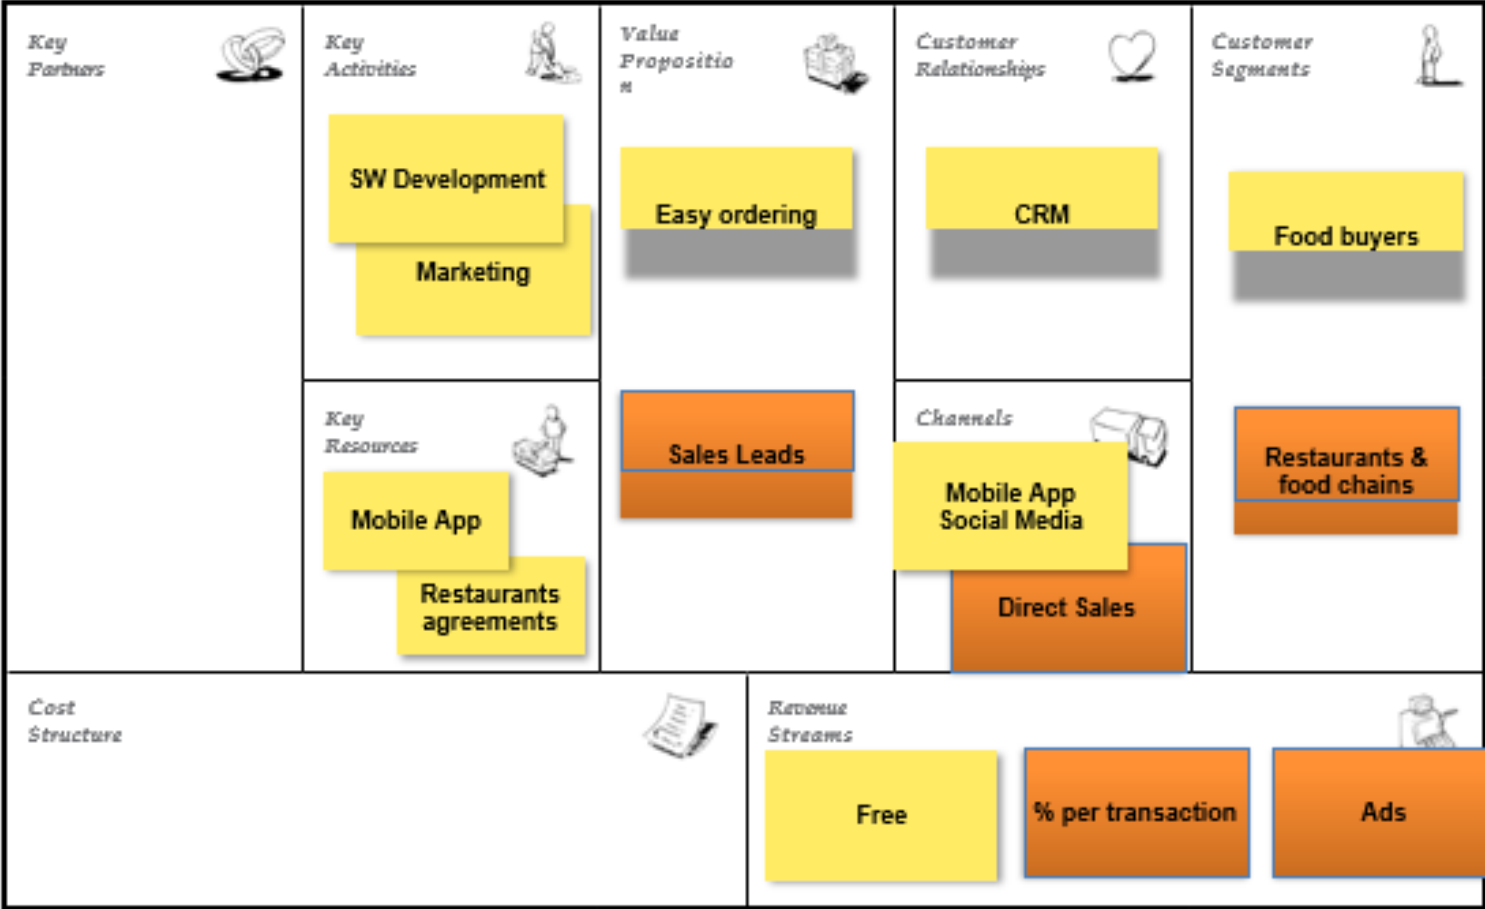 Key
Partners
Key
Activities
SW Development
Marketing
Key
Resources
Mobile App
Restaurants
agreements
Value
Propositio
n
Easy ordering
Sales Leads
Customer
Relationships
CRM
Channels
Mobile App
Social Media
Direct Sales
Customer
Segments
Food buyers
Restaurants &
food chains
Cost
Structure
Revenue
Streams
Free
% per transaction
Ads